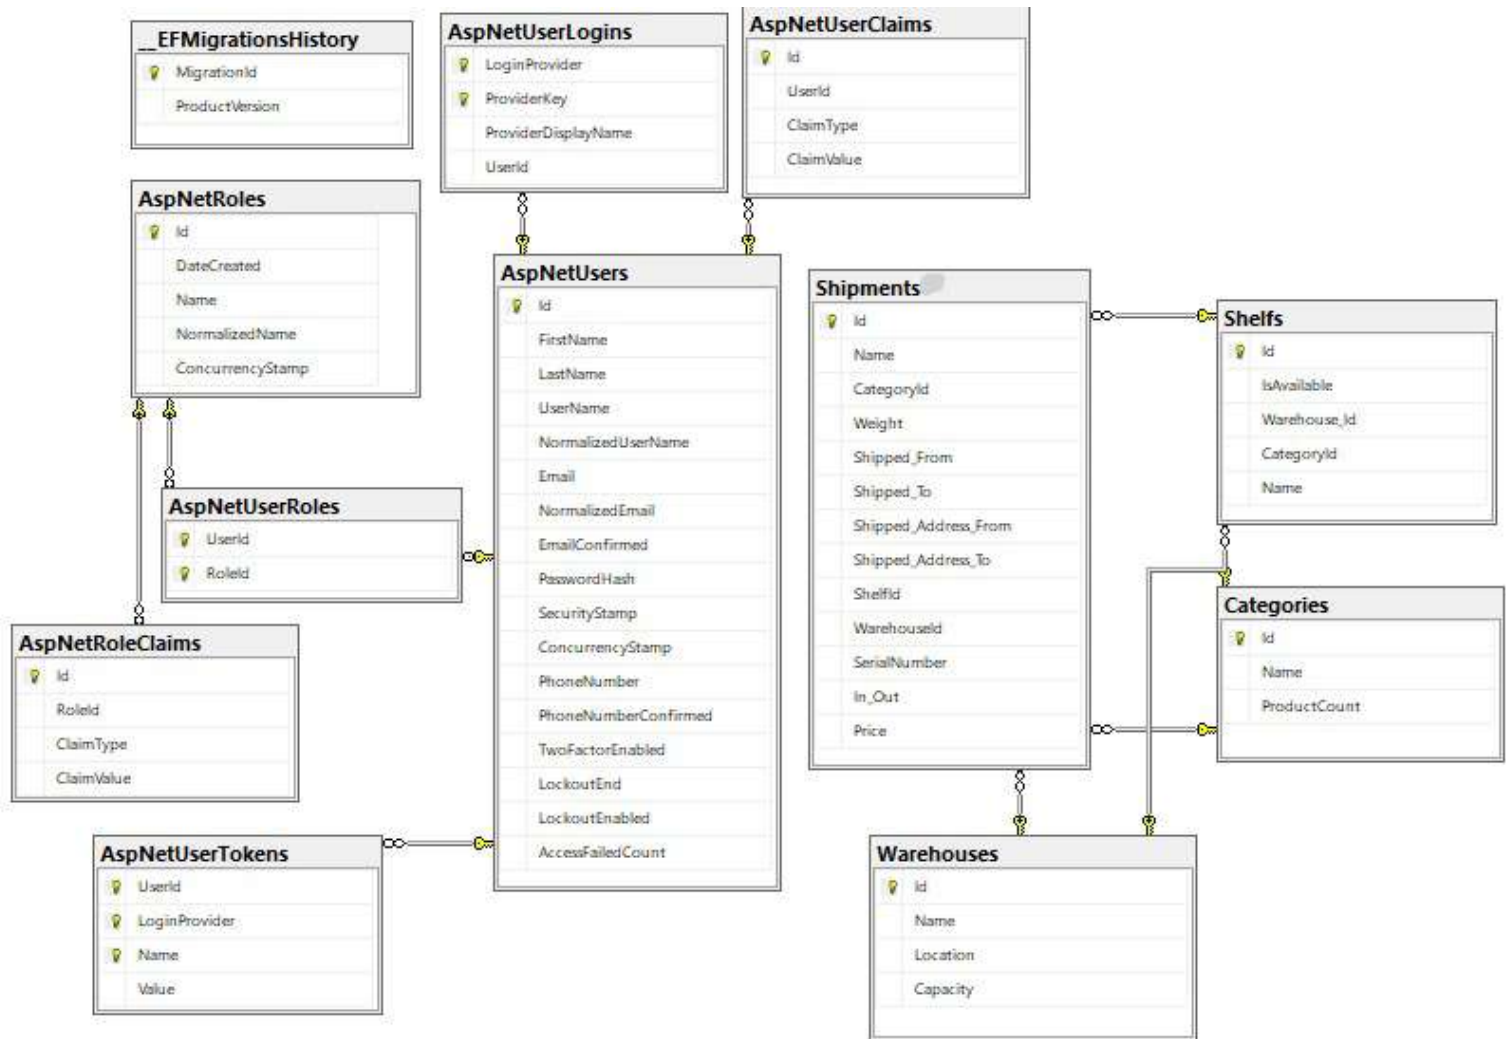 __EFMigrationsHistory
MigrationId
ProductVersion
AspNetUserLogins
LoginProvider
ProviderKey
ProviderDisplayName
UserId
AspNetUserClaims
Id
UserId
ClaimType
ClaimValue
AspNetRoles
Id
DateCreated
Name
NormalizedName
ConcurrencyStamp
AspNetUsers
Id
FirstName
LastName
UserName
NormalizedUserName
Email
NormalizedEmail
EmailConfirmed
PasswordHash
SecurityStamp
ConcurrencyStamp
PhoneNumber
PhoneNumberConfirmed
TwoFactorEnabled
LockoutEnd
LockoutEnabled
AccessFailedCount
Shipments
Id
Name
CategoryId
Weight
Shipped_From
Shipped_To
Shipped_Address_From
Shipped_Address_To
ShelfId
WarehouseId
SerialNumber
In_Out
Price
Shelfs
Id
IsAvailable
Warehouse_Id
CategoryId
Name
AspNetUserRoles
UserId
RoleId
Categories
Id
Name
ProductCount
AspNetRoleClaims
Id
RoleId
ClaimType
ClaimValue
AspNetUserTokens
UserId
LoginProvider
Name
Value
Warehouses
Id
Name
Location
Capacity